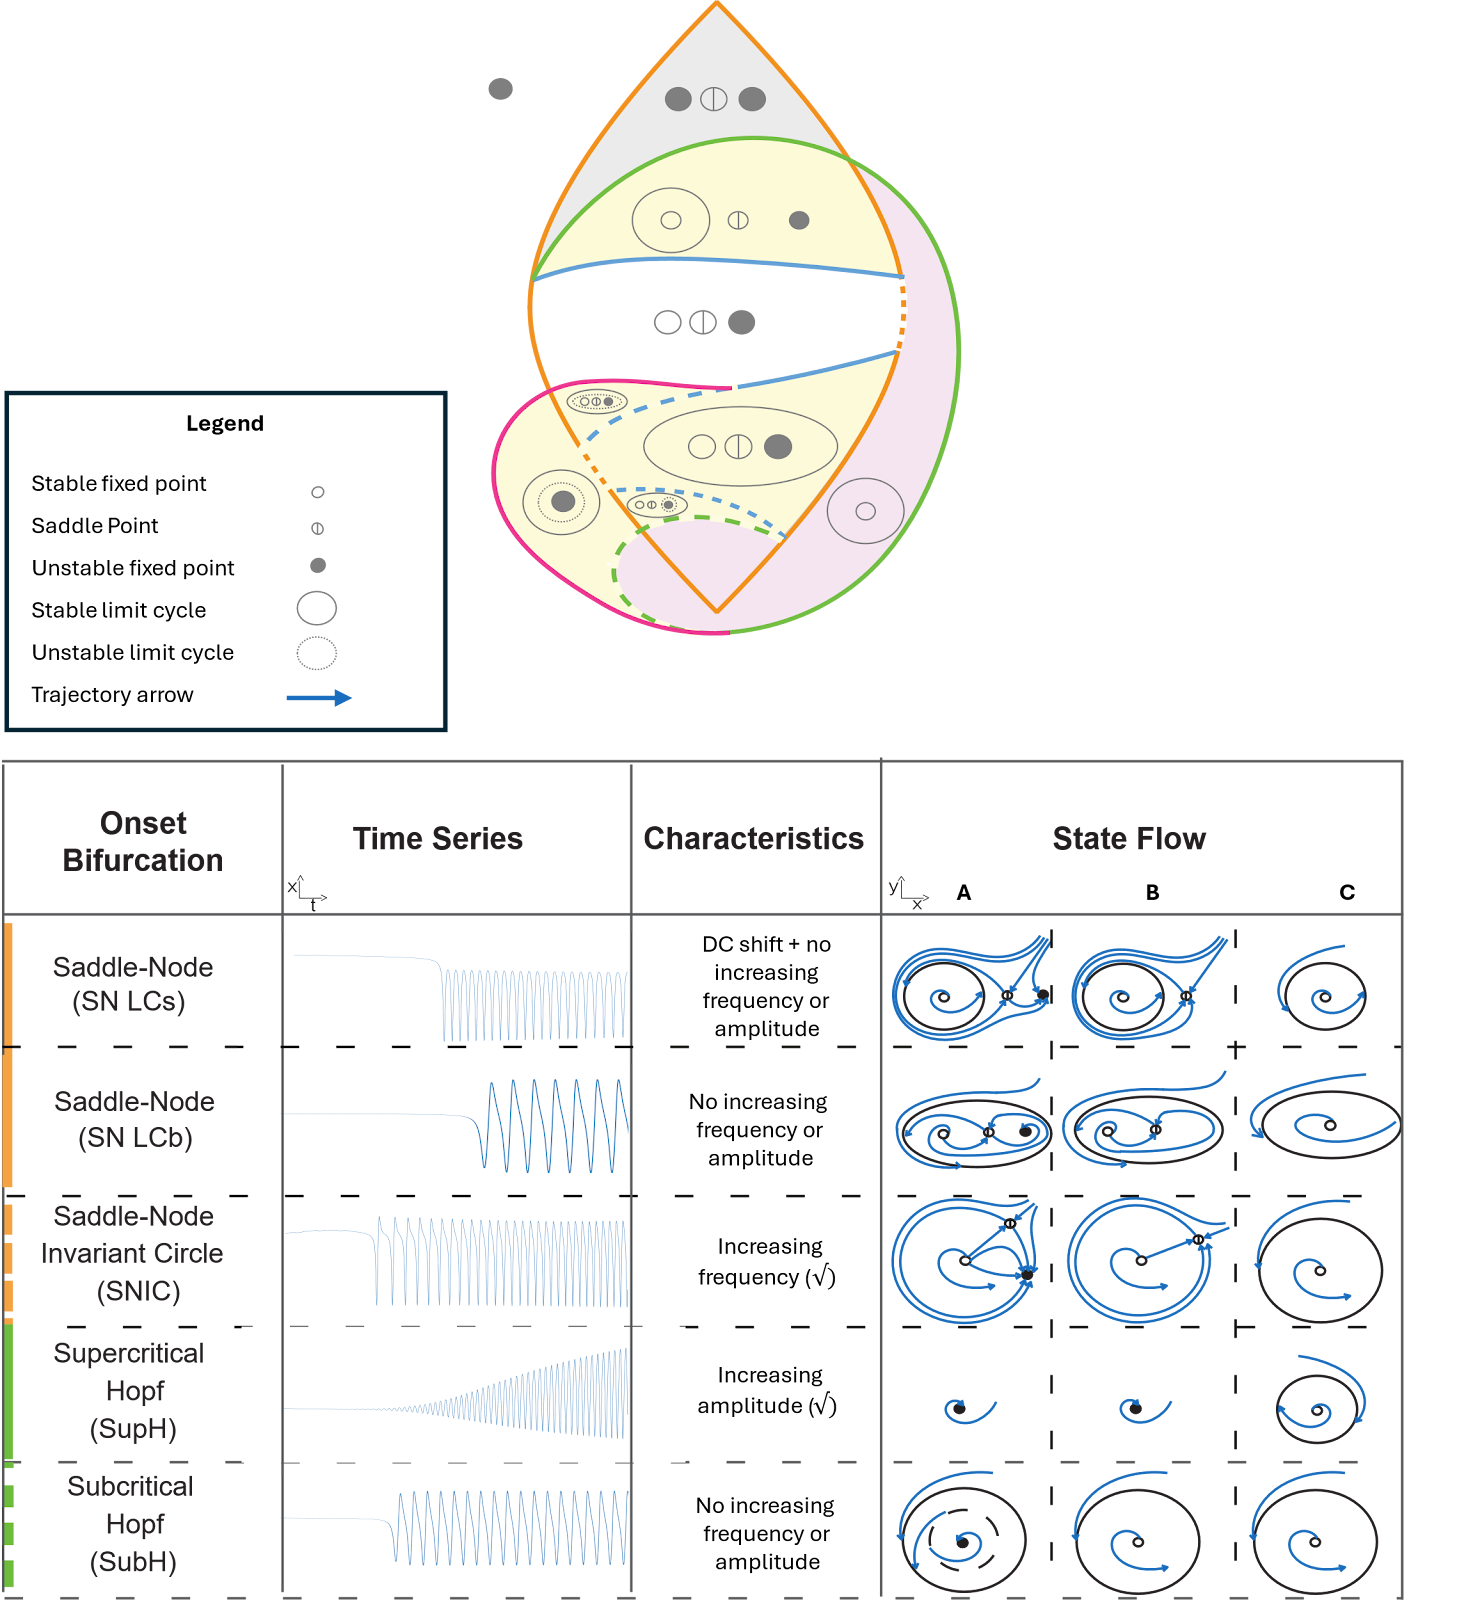 Legend
Stable fixed point
Saddle Point
Unstable fixed point
Stable limit cycle
Unstable limit cycle
Trajectory arrow
Onset
Bifurcation
Time Series
x
t
Characteristics
State Flow
y
x
A
B
C
Saddle-Node
(SN LCs)
DC shift + no
increasing
frequency or
amplitude
Saddle-Node
(SN LCb)
No increasing
frequency or
amplitude
Saddle-Node
Invariant Circle
(SNIC)
Increasing
frequency (√)
Supercritical
Hopf
(SupH)
Increasing
amplitude (√)
Subcritical
Hopf
(SubH)
No increasing
frequency or
amplitude